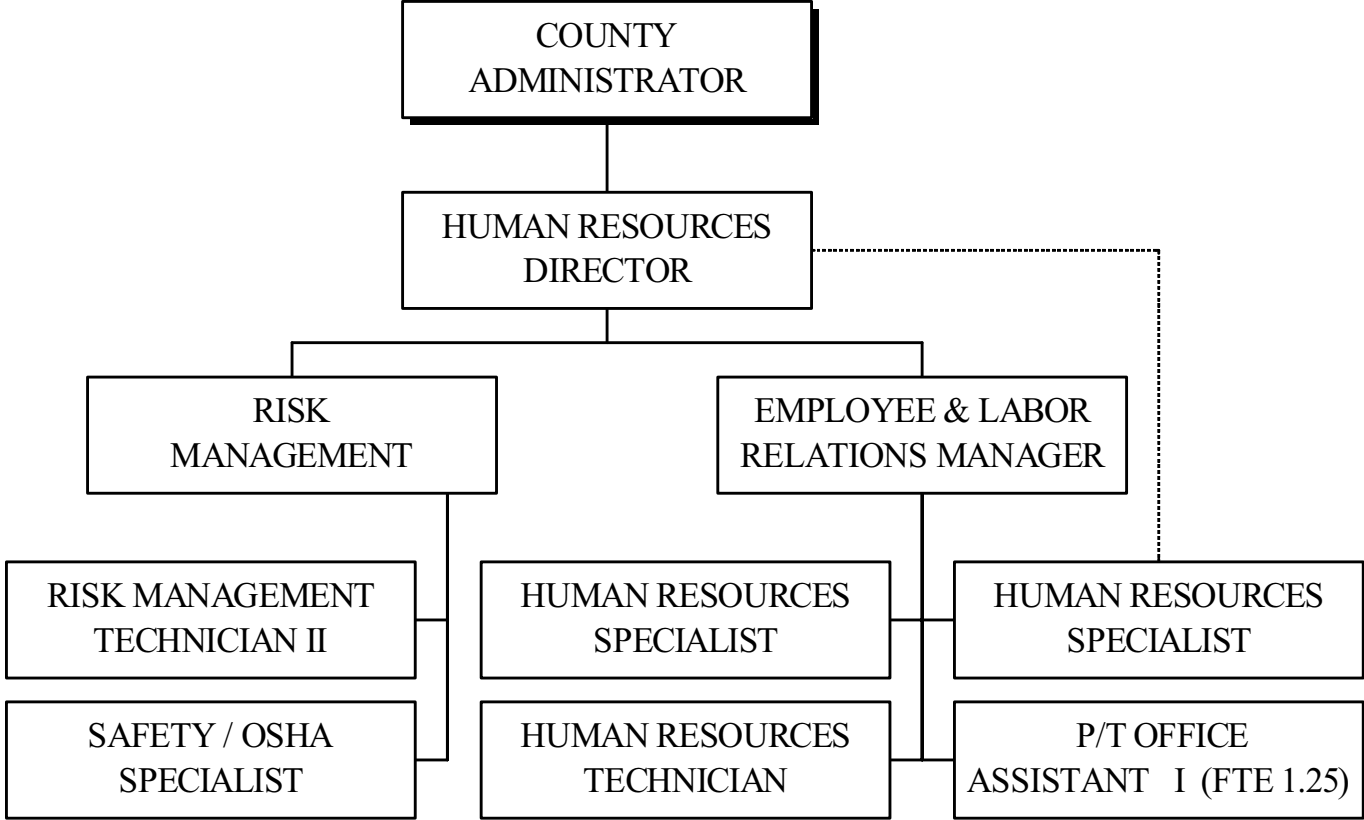 COUNTY
ADMINISTRATOR
HUMAN RESOURCES
DIRECTOR
RISK
MANAGEMENT
EMPLOYEE & LABOR
RELATIONS MANAGER
RISK MANAGEMENT
TECHNICIAN II
HUMAN RESOURCES
SPECIALIST
HUMAN RESOURCES
SPECIALIST
SAFETY / OSHA
SPECIALIST
HUMAN RESOURCES
TECHNICIAN
P/T OFFICE
ASSISTANT I (FTE 1.25)